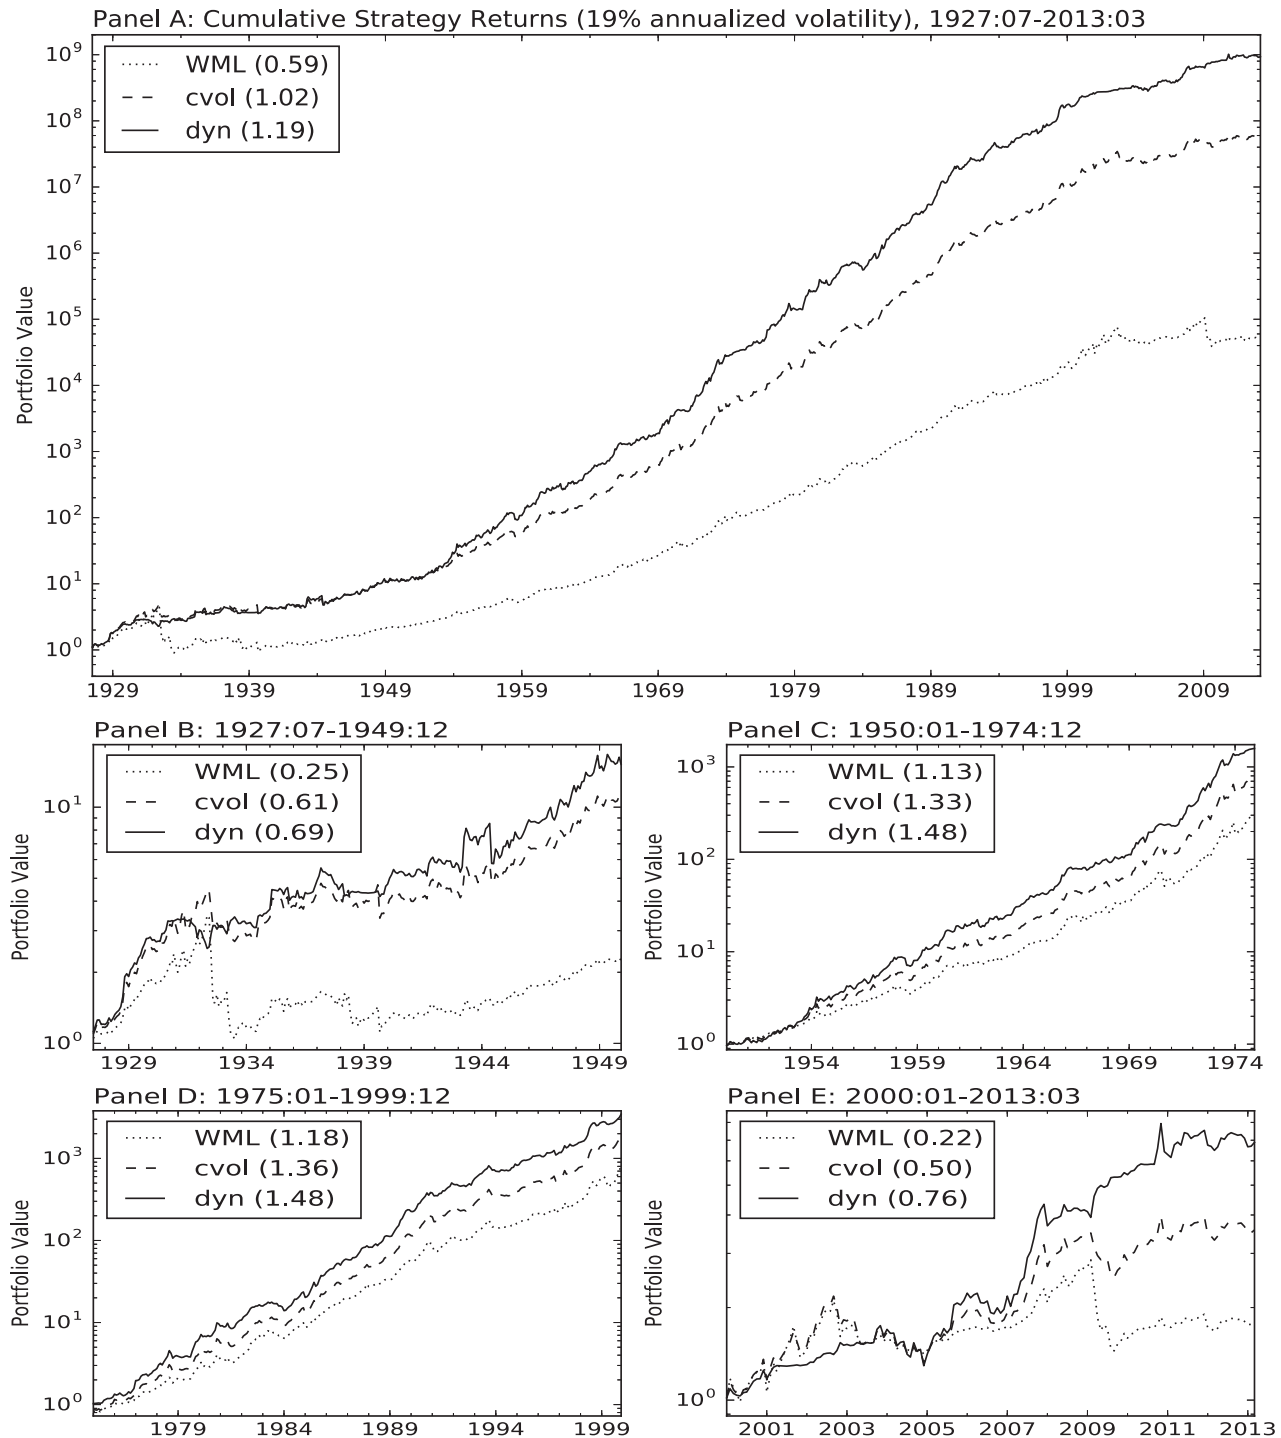 Panel A: Cumulative Strategy Returns (19% annualized volatility), 1927:07-2013:03
WML (0.59)
cvol (1.02)
dyn (1.19)
Portfolio Value
10⁹
10⁸
10⁷
10⁶
10⁵
10⁴
10³
10²
10¹
10⁰
1929 1939 1949 1959 1969 1979 1989 1999 2009
Panel B: 1927:07-1949:12
WML (0.25)
cvol (0.61)
dyn (0.69)
Portfolio Value
10¹
10⁰
1929 1934 1939 1944 1949
Panel C: 1950:01-1974:12
WML (1.13)
cvol (1.33)
dyn (1.48)
Portfolio Value
10³
10²
10¹
10⁰
1954 1959 1964 1969 1974
Panel D: 1975:01-1999:12
WML (1.18)
cvol (1.36)
dyn (1.48)
Portfolio Value
10³
10²
10¹
10⁰
1979 1984 1989 1994 1999
Panel E: 2000:01-2013:03
WML (0.22)
cvol (0.50)
dyn (0.76)
Portfolio Value
10⁰
2001 2003 2005 2007 2009 2011 2013